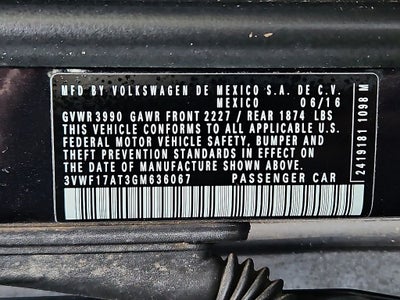 MFD BY VOLKSWAGEN DE MEXICO S.A. DE C.V.
MEXICO 06/16
GVWR 3990 GAWR FRONT 2227 / REAR 1874 LBS
THIS VEHICLE CONFORMS TO ALL APPLICABLE U.S.
FEDERAL MOTOR VEHICLE SAFETY, BUMPER AND
THEFT PREVENTION STANDARDS IN EFFECT ON
THE DATE OF MANUFACTURE SHOWN ABOVE
3VWF17AT3GM636067 PASSENGER CAR
2419181 1098 M